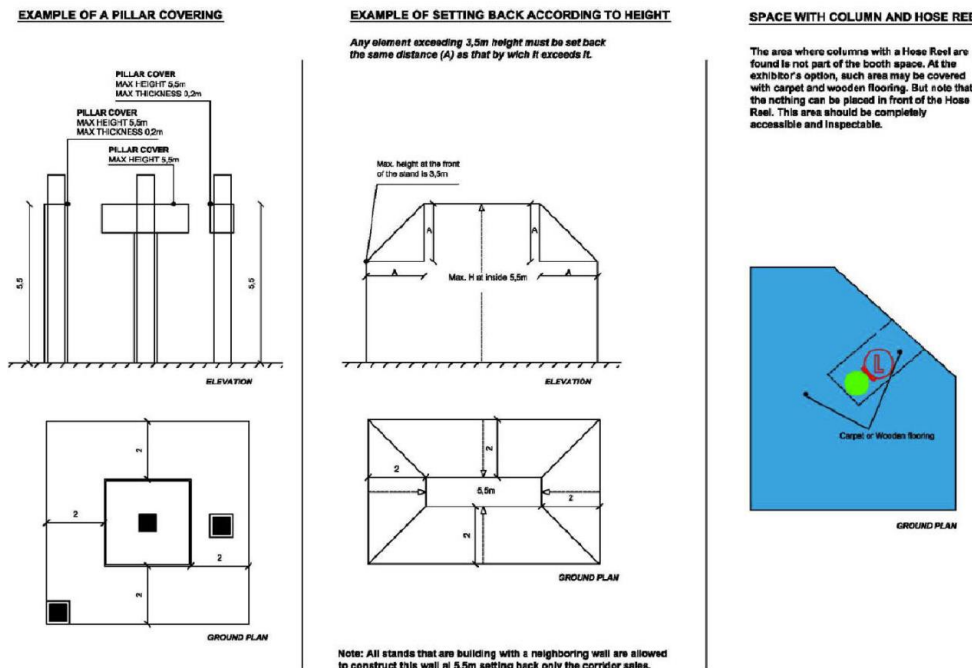 EXAMPLE OF A PILLAR COVERING
PILLAR COVER
MAX HEIGHT 5,5m
MAX THICKNESS 0,2m
PILLAR COVER
MAX HEIGHT 5,5m
MAX THICKNESS 0,2m
PILLAR COVER
MAX HEIGHT 5,5m
5,5
5,5
ELEVATION
2
2
2
2
GROUND PLAN
EXAMPLE OF SETTING BACK ACCORDING TO HEIGHT
Any element exceeding 3,5m height must be set back
the same distance (A) as that by wich it exceeds it.
Max. height at the front
of the stand is 3,5m
A
A
A
A
Max. H at inside 5,5m
ELEVATION
2
2
5,5m
2
2
GROUND PLAN
Note: All stands that are building with a neighboring wall are allowed
to construct this wall at 5,5m setting back only the corridor sales.
SPACE WITH COLUMN AND HOSE REE
The area where columns with a Hose Reel are
found is not part of the booth space. At the
exhibitor's option, such area may be covered
with carpet and wooden flooring. But note that
the nothing can be placed in front of the Hose
Reel. This area should be completely
accessible and inspectable.
L
Carpet or Wooden flooring
GROUND PLAN